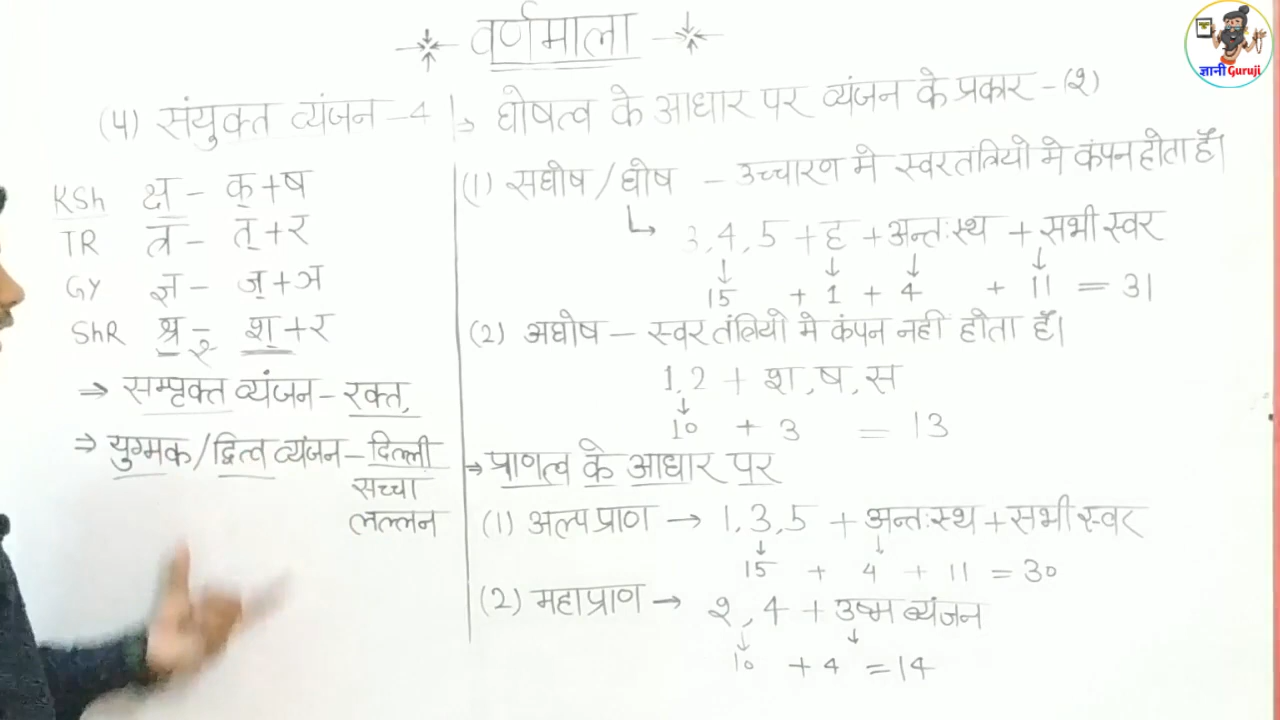 वर्णमाला
ज्ञानी Guruji
(५) संयुक्त व्यंजन - 4
KSh क्ष - क्+ष
TR त्र - त्+र
GY ज्ञ - ज्+ञ
ShR श्र - श्+र
⇒ सम्पृक्त व्यंजन - रक्त,
⇒ युग्मक/द्वित्व व्यंजन - दिल्ली
सच्चा
लल्लन
→ घोषत्व के आधार पर व्यंजन के प्रकार - (२)
(1) सघोष/घोष - उच्चारण मे स्वरतंत्रियो मे कंपन होता हैं।
3,4,5 + ह + अन्तःस्थ + सभी स्वर
15 + 1 + 4 + 11 = 31
(2) अघोष - स्वर तंत्रियो मे कंपन नही होता हैं।
1,2 + श,ष,स
10 + 3 = 13
→ प्राणत्व के आधार पर
(1) अल्पप्राण → 1,3,5 + अन्तःस्थ + सभी स्वर
15 + 4 + 11 = 30
(2) महाप्राण → २,4 + उष्म व्यंजन
10 + 4 = 14